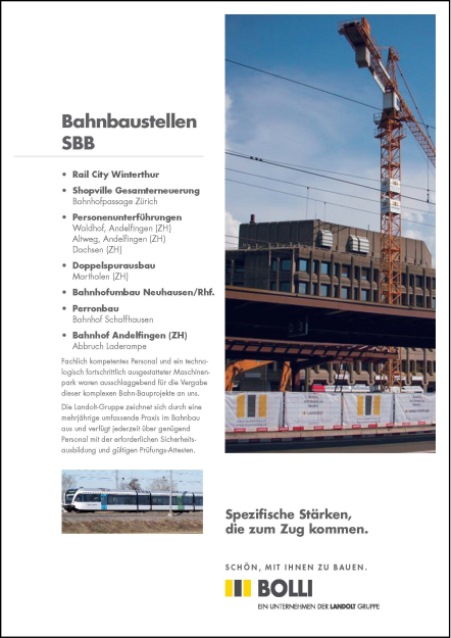 Bahnbaustellen
SBB
• Rail City Winterthur
• Shopville Gesamterneuerung
Bahnhofpassage Zürich
• Personenunterführungen
Waldhof, Andelfingen (ZH)
Altweg, Andelfingen (ZH)
Dachsen (ZH)
• Doppelspurausbau
Marthalen (ZH)
• Bahnhofumbau Neuhausen/Rhf.
• Perronbau
Bahnhof Schaffhausen
• Bahnhof Andelfingen (ZH)
Abbruch Laderampe
Fachlich kompetentes Personal und ein techno-
logisch fortschrittlich ausgestatteter Maschinen-
park waren ausschlaggebend für die Vergabe
dieser komplexen Bahn-Bauprojekte an uns.
Die Landolt-Gruppe zeichnet sich durch eine
mehrjährige umfassende Praxis im Bahnbau
aus und verfügt jederzeit über genügend
Personal mit der erforderlichen Sicherheits-
ausbildung und gültigen Prüfungs-Attesten.
Spezifische Stärken,
die zum Zug kommen.
SCHÖN, MIT IHNEN ZU BAUEN.
BOLLI
EIN UNTERNEHMEN DER LANDOLT GRUPPE